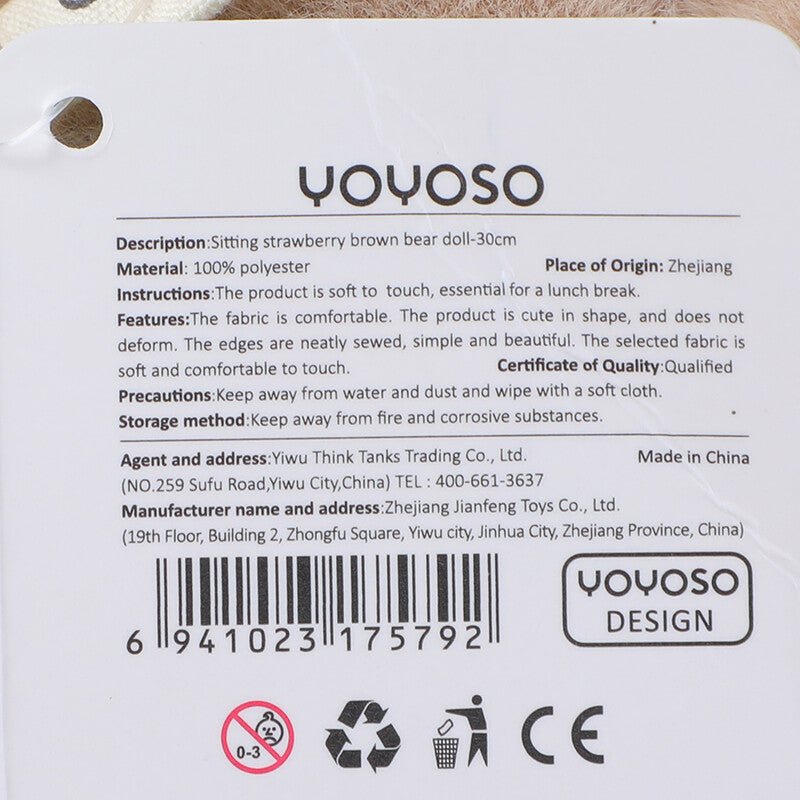 YOYOSO
Description:Sitting strawberry brown bear doll-30cm
Material: 100% polyester Place of Origin: Zhejiang
Instructions:The product is soft to touch, essential for a lunch break.
Features:The fabric is comfortable. The product is cute in shape, and does not
deform. The edges are neatly sewed, simple and beautiful. The selected fabric is
soft and comfortable to touch. Certificate of Quality:Qualified
Precautions:Keep away from water and dust and wipe with a soft cloth.
Storage method:Keep away from fire and corrosive substances.
Agent and address:Yiwu Think Tanks Trading Co., Ltd. Made in China
(NO.259 Sufu Road,Yiwu City,China) TEL : 400-661-3637
Manufacturer name and address:Zhejiang Jianfeng Toys Co., Ltd.
(19th Floor, Building 2, Zhongfu Square, Yiwu city, Jinhua City, Zhejiang Province, China)
YOYOSO
DESIGN
6 941023 175792
0-3
CE